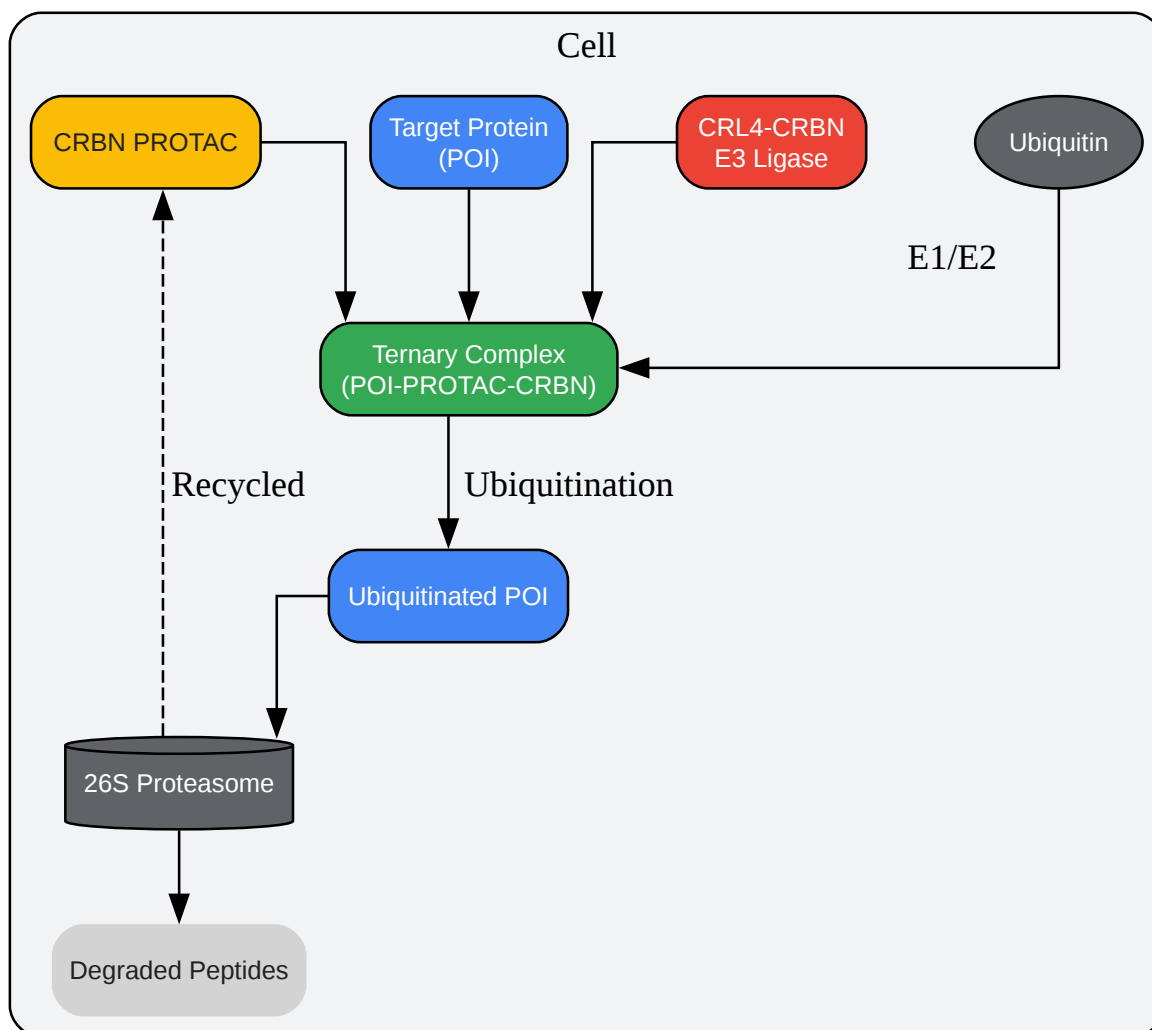 Cell
CRBN PROTAC
Target Protein
(POI)
CRL4-CRBN
E3 Ligase
Ubiquitin
E1/E2
Ternary Complex
(POI-PROTAC-CRBN)
Recycled
Ubiquitination
Ubiquitinated POI
26S Proteasome
Degraded Peptides